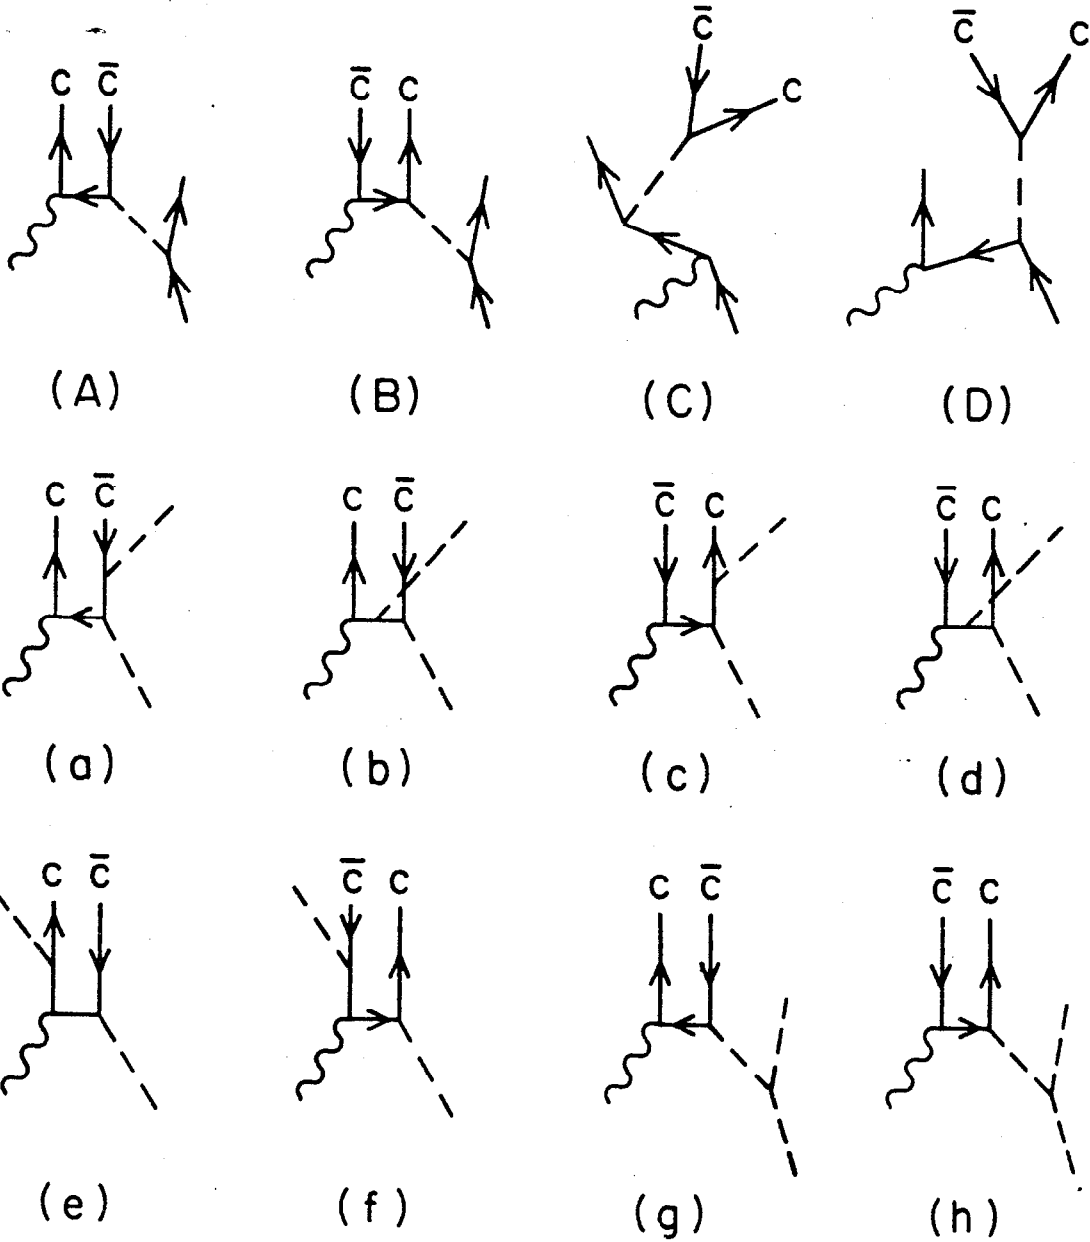 c c̄ c̄ c c̄ c c̄ c
(A) (B) (C) (D)
c c̄ c c̄ c̄ c c̄ c
(a) (b) (c) (d)
c c̄ c̄ c c c̄ c̄ c
(e) (f) (g) (h)